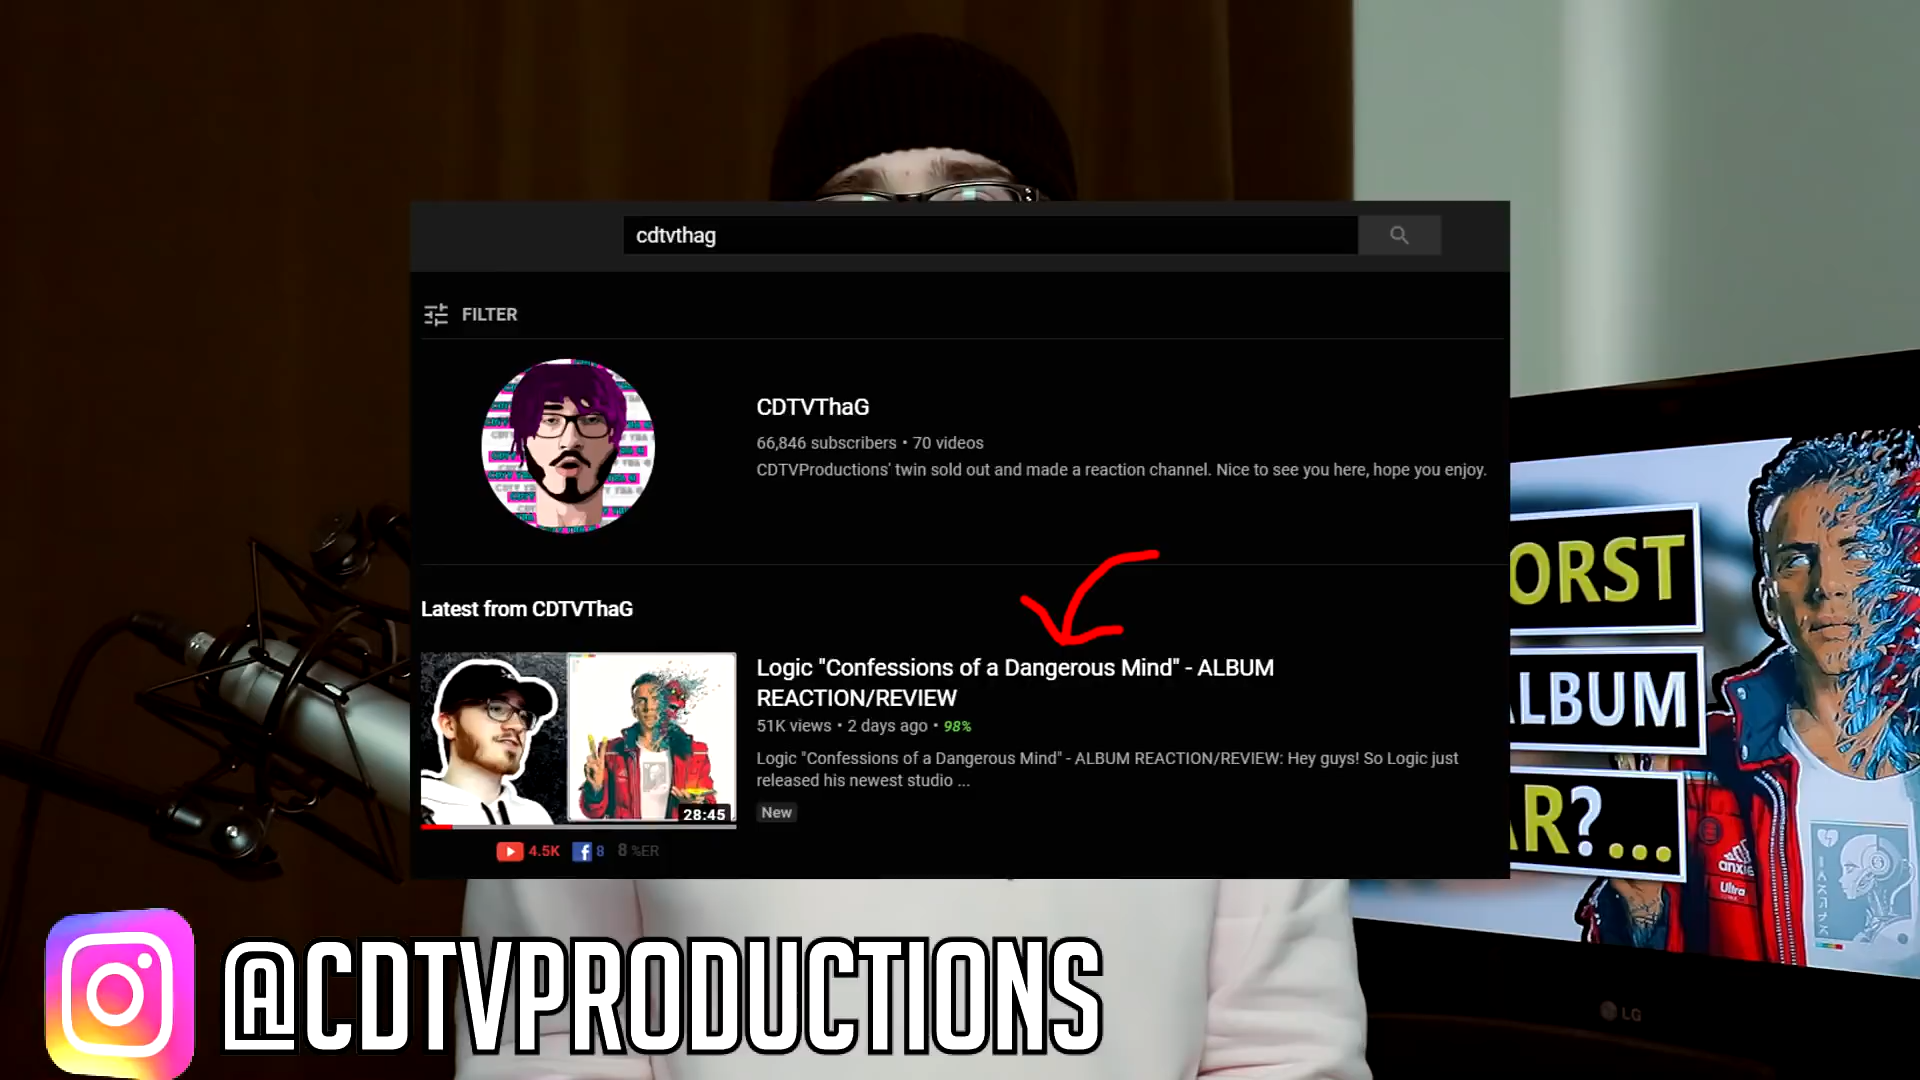 cdtvthag
FILTER
CDTVThaG
66,846 subscribers • 70 videos
CDTVProductions' twin sold out and made a reaction channel. Nice to see you here, hope you enjoy.
Latest from CDTVThaG
Logic "Confessions of a Dangerous Mind" - ALBUM
REACTION/REVIEW
51K views • 2 days ago • 98%
Logic "Confessions of a Dangerous Mind" - ALBUM REACTION/REVIEW: Hey guys! So Logic just
released his newest studio ...
New
28:45
4.5K 8 8 %ER
ORST
LBUM
AR?...
anxie
Ultra
LG
@CDTVPRODUCTIONS